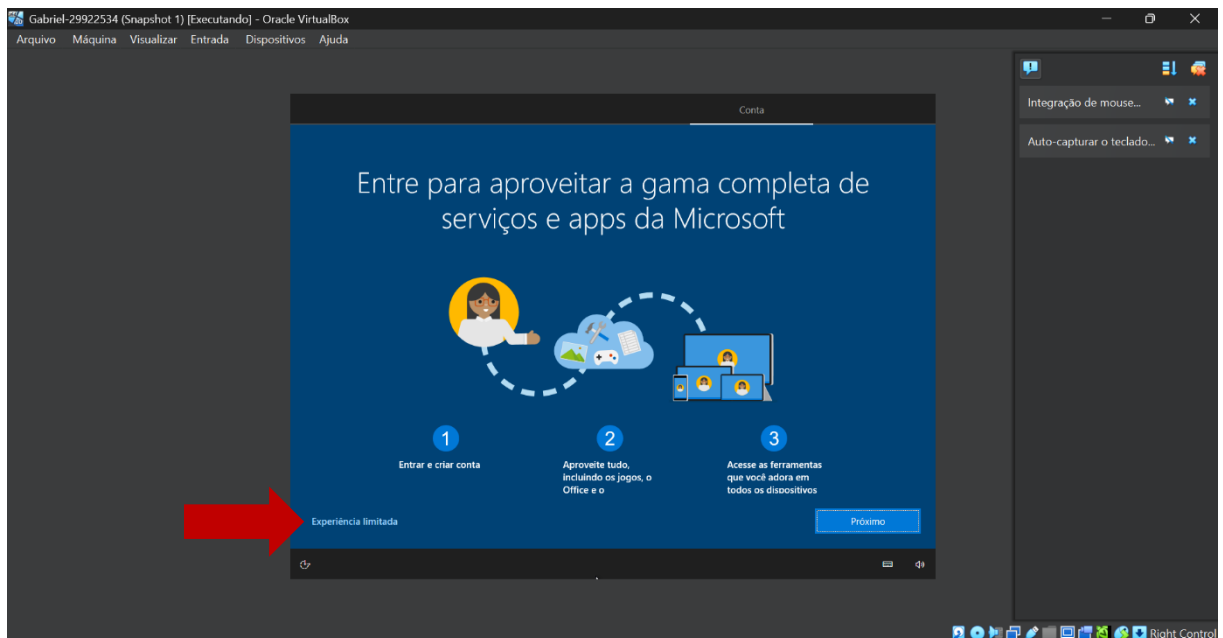 Gabriel-29922534 (Snapshot 1) [Executando] - Oracle VirtualBox
Arquivo Máquina Visualizar Entrada Dispositivos Ajuda
Integração de mouse...
Auto-capturar o teclado...
Conta
Entre para aproveitar a gama completa de
serviços e apps da Microsoft
1
Entrar e criar conta
2
Aproveite tudo,
incluindo os jogos, o
Office e o
3
Acesse as ferramentas
que você adora em
todos os dispositivos
Experiência limitada
Próximo
Right Control